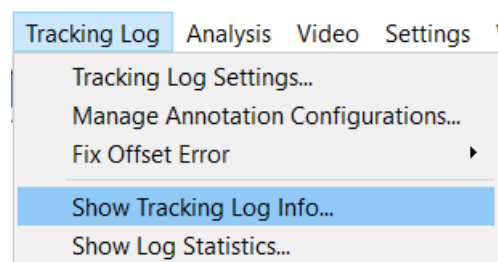 Tracking Log Analysis Video Settings
Tracking Log Settings...
Manage Annotation Configurations...
Fix Offset Error
Show Tracking Log Info...
Show Log Statistics...